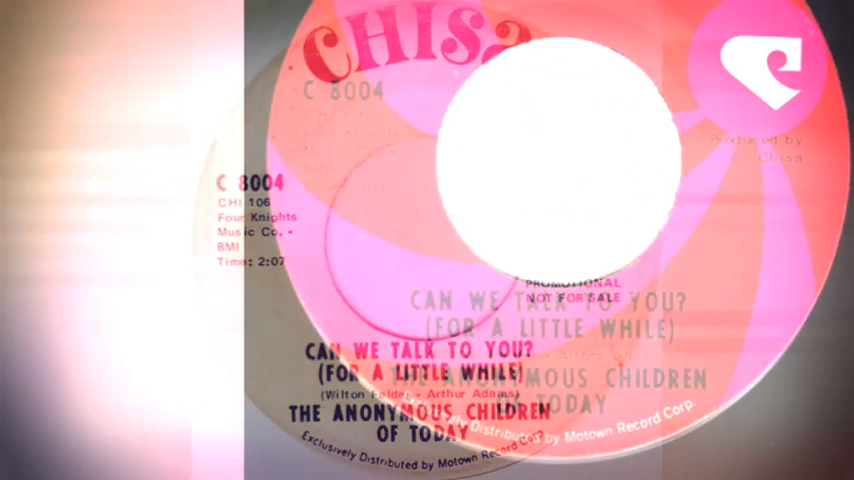 CHISA
C 8004
Produced by
Chisa
C 8004
CHI 106
Four Knights
Music Co. -
BMI
Time: 2:07
PROMOTIONAL
NOT FOR SALE
CAN WE TALK TO YOU?
(FOR A LITTLE WHILE)
THE ANONYMOUS CHILDREN
OF TODAY
Exclusively Distributed by Motown Record Corp.
CAN WE TALK TO YOU?
(FOR A LITTLE WHILE)
(Wilton Felder - Arthur Adams)
THE ANONYMOUS CHILDREN
OF TODAY
Exclusively Distributed by Motown Record Corp.